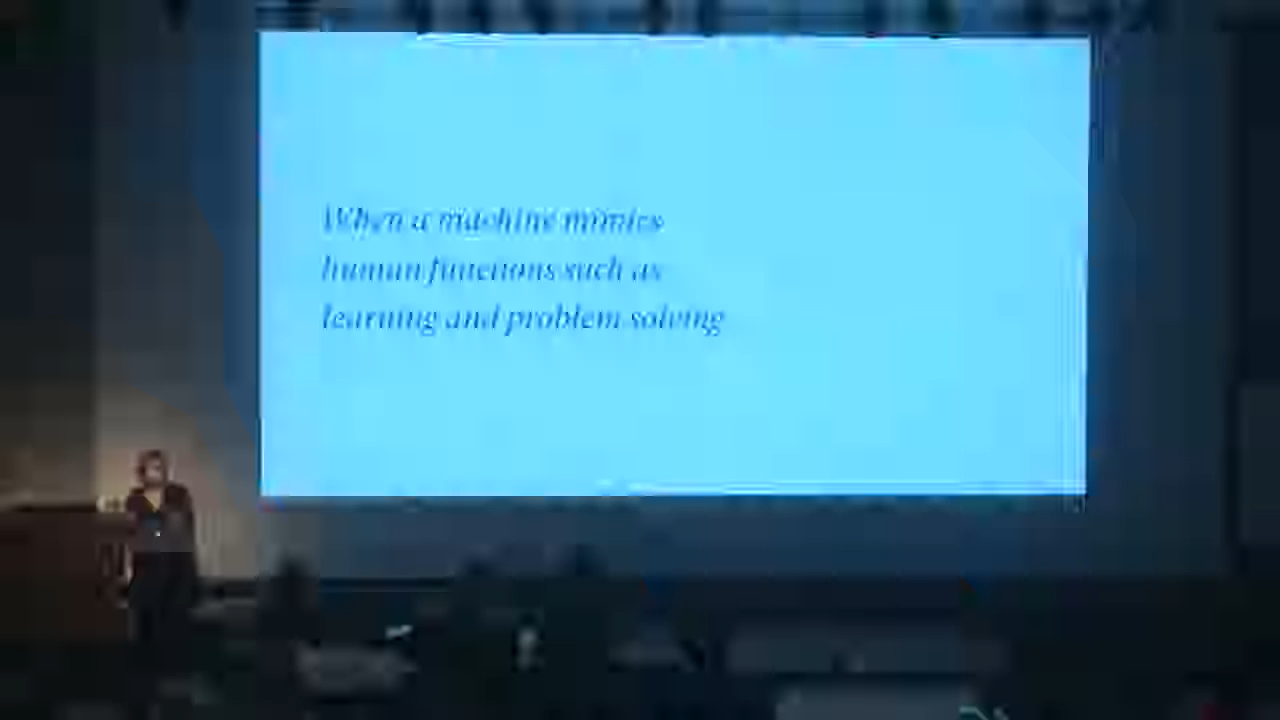 When a machine mimics
human functions such as
learning and problem solving